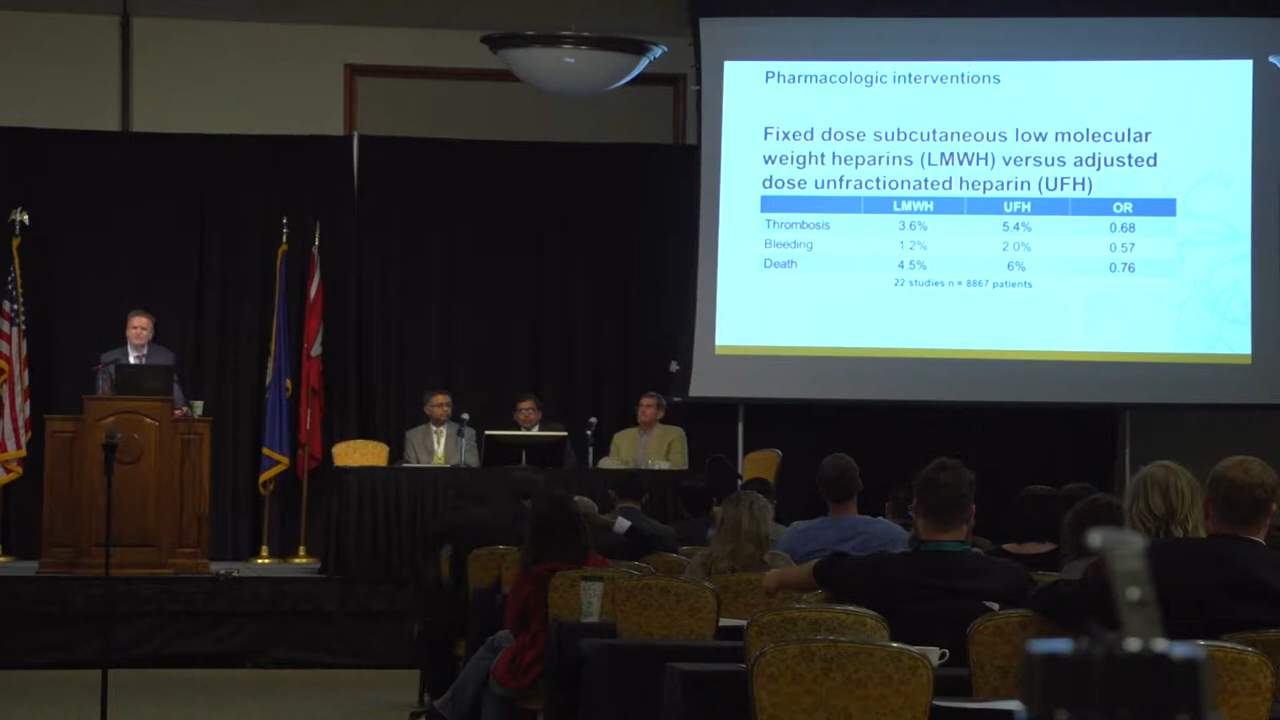 Pharmacologic interventions
Fixed dose subcutaneous low molecular
weight heparins (LMWH) versus adjusted
dose unfractionated heparin (UFH)
LMWH UFH OR
Thrombosis 3.6% 5.4% 0.68
Bleeding 1.2% 2.0% 0.57
Death 4.5% 6% 0.76
22 studies n = 8867 patients